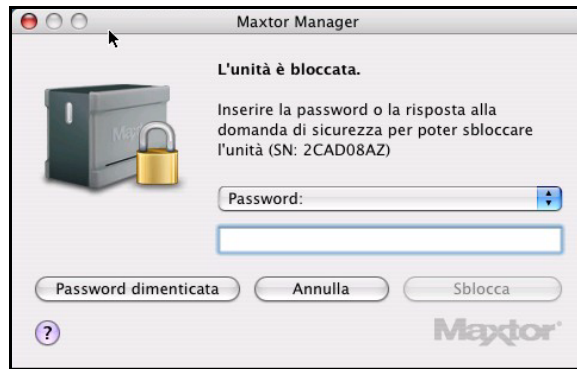 Maxtor Manager
L'unità è bloccata.
Inserire la password o la risposta alla
domanda di sicurezza per poter sbloccare
l'unità (SN: 2CAD08AZ)
Maxtor
Password:
Password dimenticata
Annulla
Sblocca
?
Maxtor